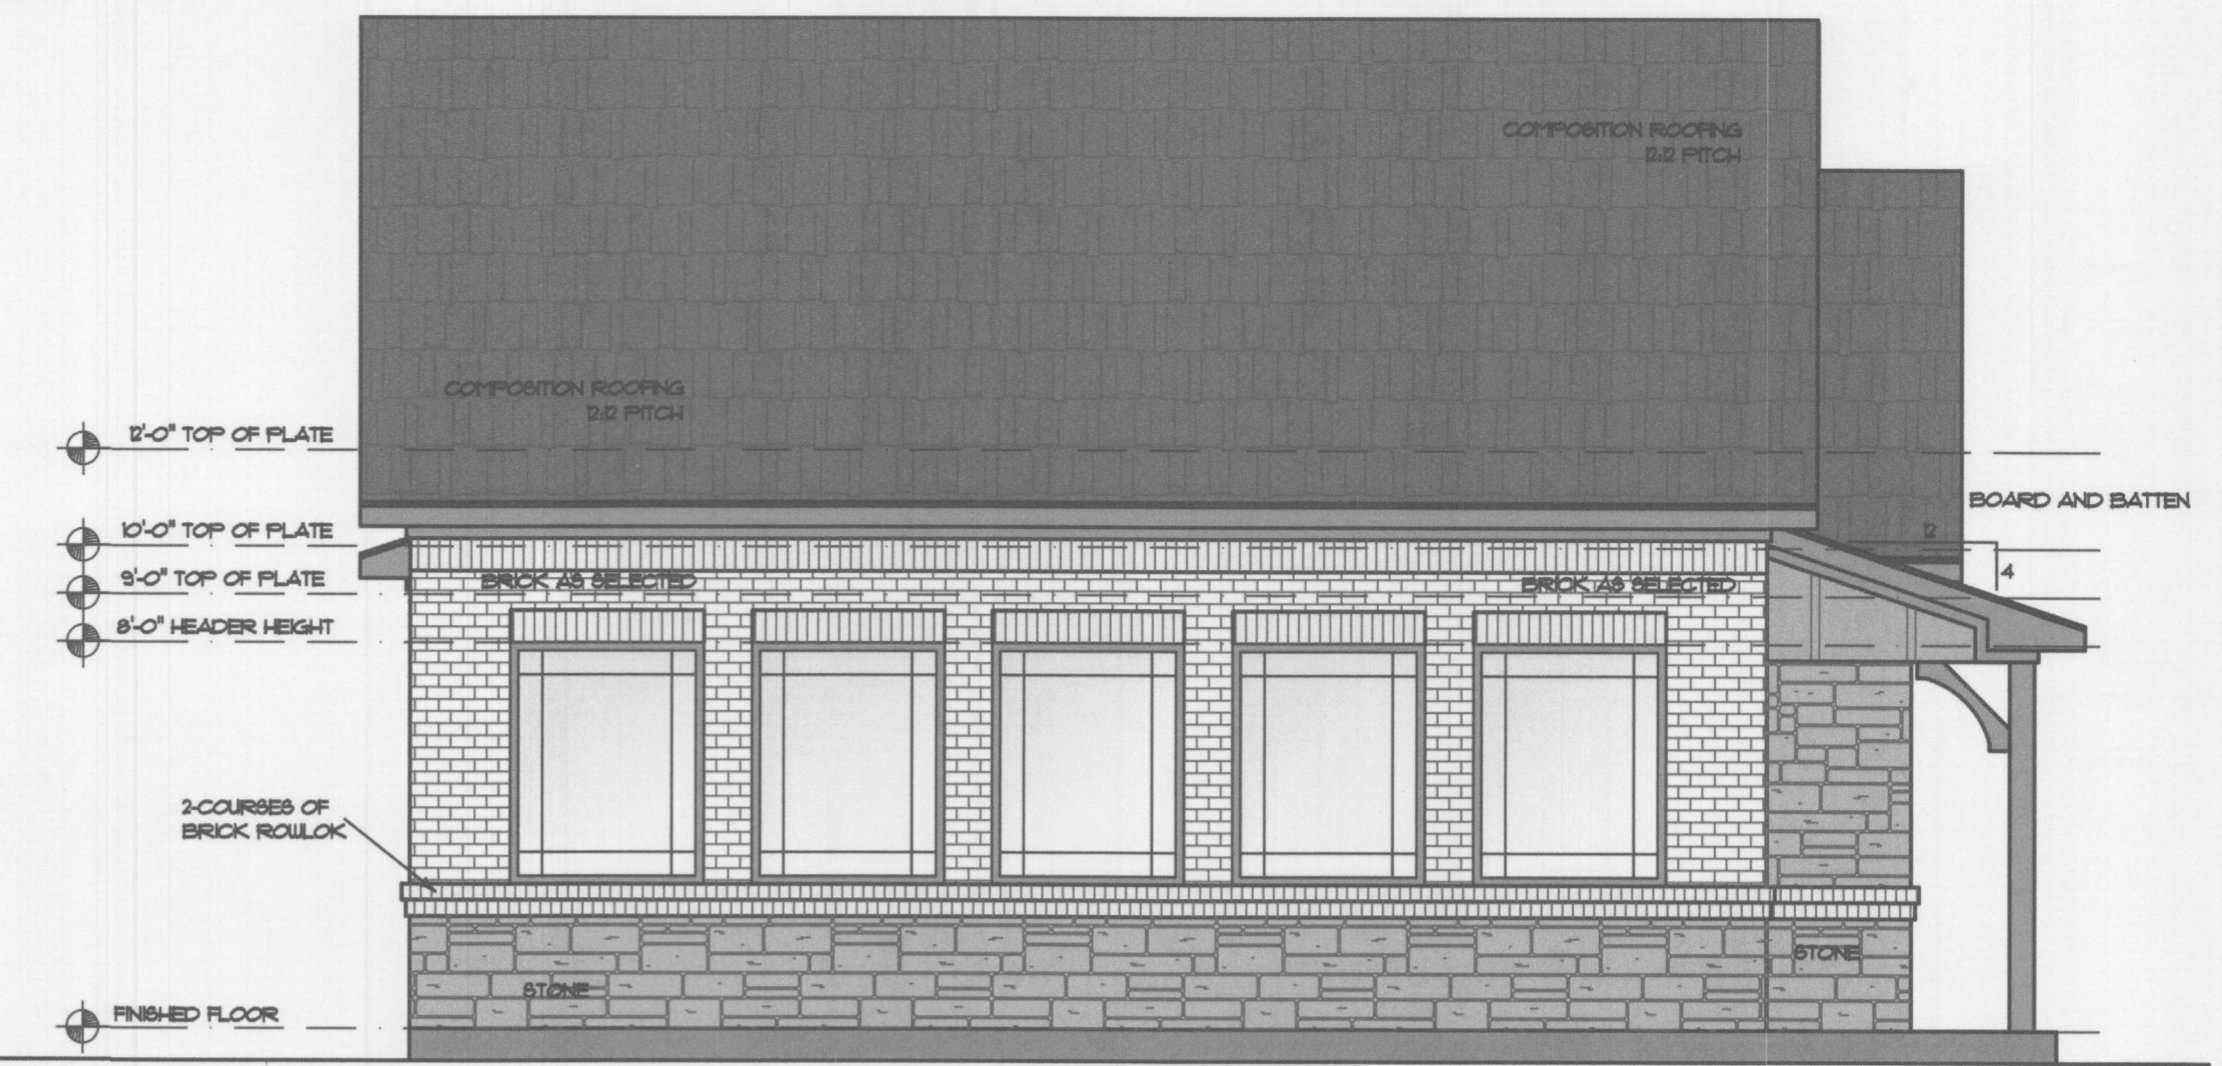 COMPOSITION ROOFING
12:12 PITCH
COMPOSITION ROOFING
12:12 PITCH
12'-0" TOP OF PLATE
BOARD AND BATTEN
10'-0" TOP OF PLATE
12
4
9'-0" TOP OF PLATE
BRICK AS SELECTED
BRICK AS SELECTED
8'-0" HEADER HEIGHT
2-COURSES OF
BRICK ROWLOK
STONE
STONE
FINISHED FLOOR